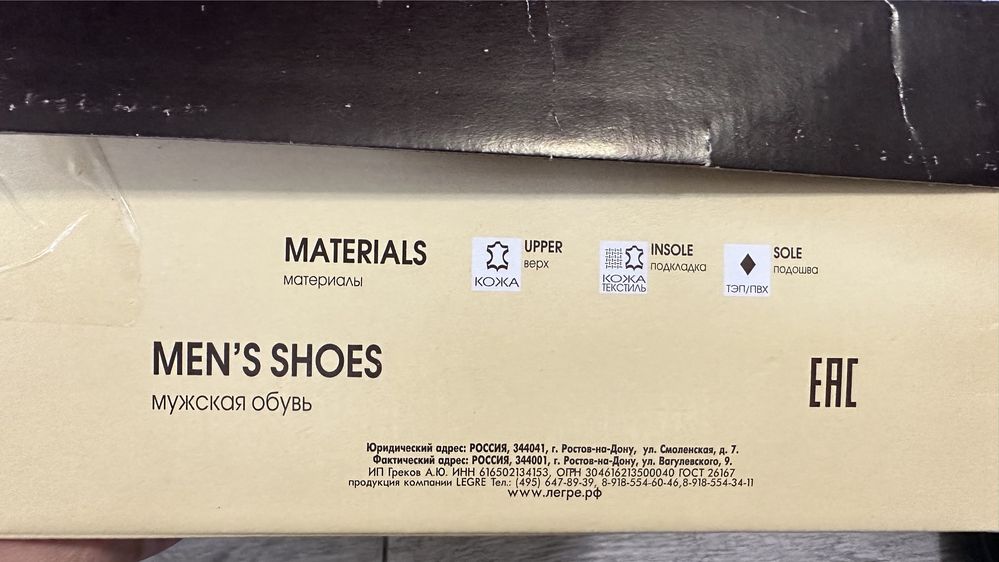 MATERIALS
материалы
UPPER
верх
КОЖА
INSOLE
подкладка
КОЖА
ТЕКСТИЛЬ
SOLE
подошва
ТЭП/ПВХ
MEN'S SHOES
мужская обувь
EAC
Юридический адрес: РОССИЯ, 344041, г. Ростов-на-Дону, ул. Смоленская, д. 7.
Фактический адрес: РОССИЯ, 344001, г. Ростов-на-Дону, ул. Вагулевского, 9.
ИП Греков А.Ю. ИНН 616502134153, ОГРН 304616213500040 ГОСТ 26167
продукция компании LEGRE Тел.: (495) 647-89-39, 8-918-554-60-46,8-918-554-34-11
www.легре.рф